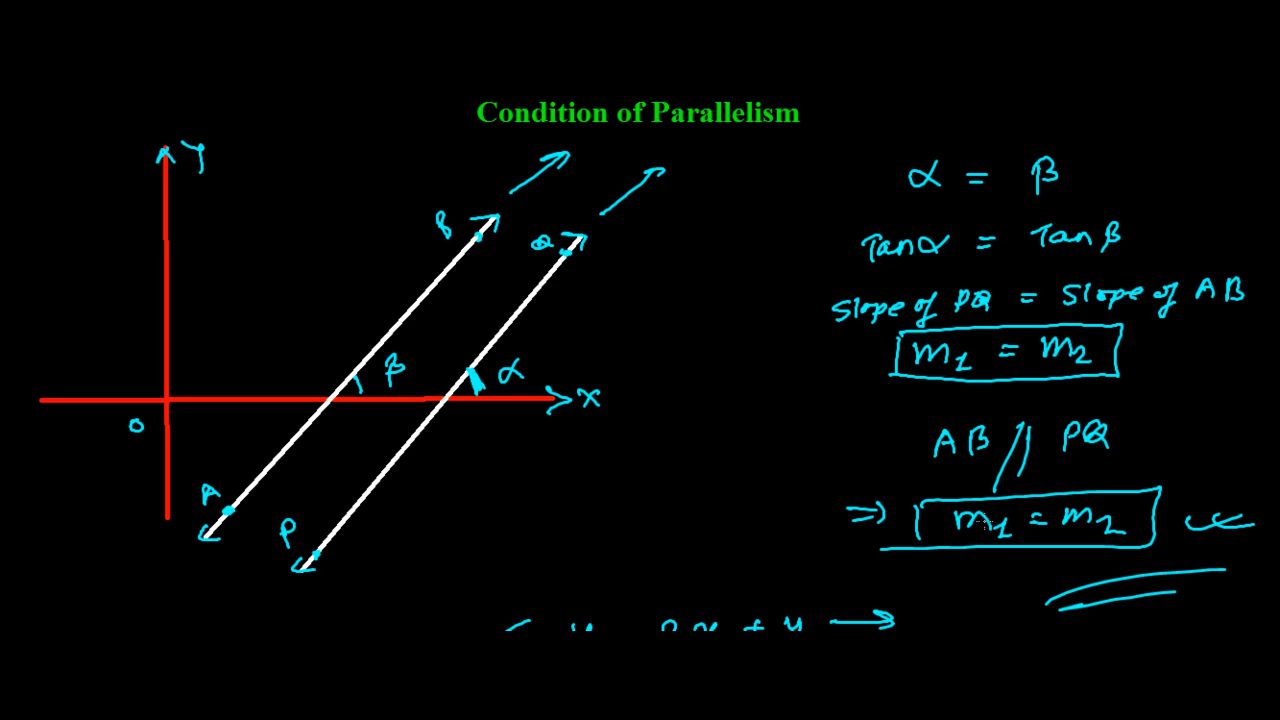 Condition of Parallelism
Y
B
Q
β
α
X
O
A
P
α = β
Tanα = Tanβ
Slope of PQ = Slope of AB
m1 = m2
AB // PQ
⇒ m1 = m2